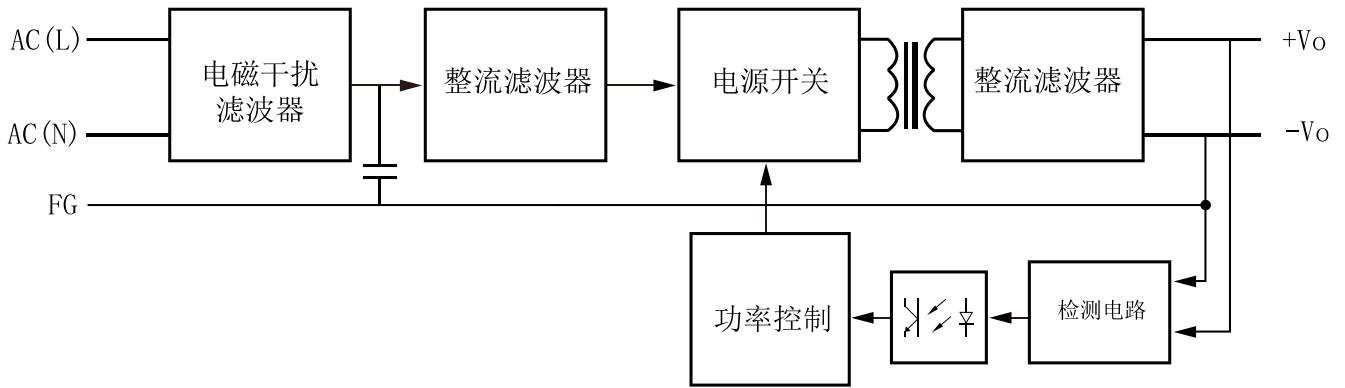 AC(L)
电磁干扰
滤波器
整流滤波器
电源开关
整流滤波器
+VO
AC(N)
-VO
FG
功率控制
检测电路